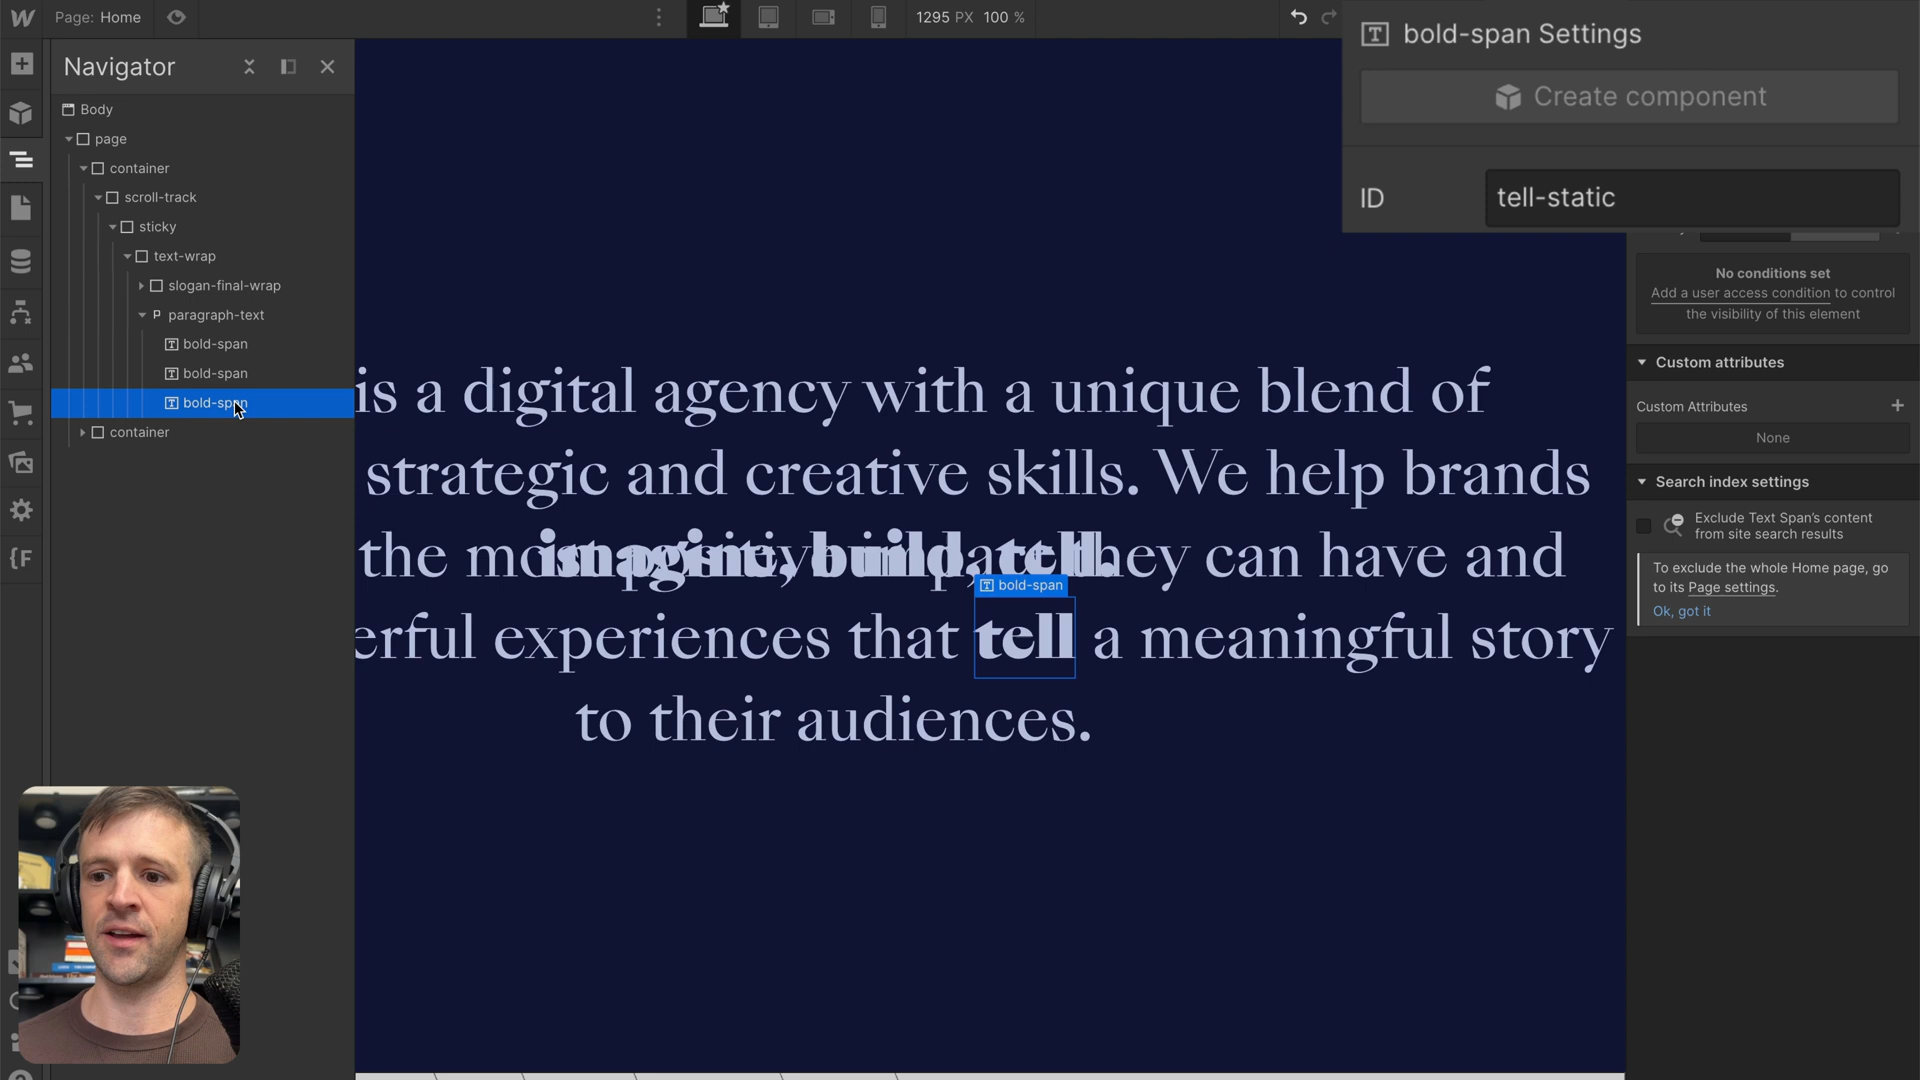 Page: Home
1295 PX 100 %
Navigator
Body
page
container
scroll-track
sticky
text-wrap
slogan-final-wrap
paragraph-text
bold-span
bold-span
bold-span
container
is a digital agency with a unique blend of
strategic and creative skills. We help brands
imagine, build, tell.
they can have and
bold-span
erful experiences that tell a meaningful story
to their audiences.
bold-span Settings
Create component
ID
tell-static
No conditions set
Add a user access condition to control
the visibility of this element
Custom attributes
Custom Attributes
None
Search index settings
Exclude Text Span's content
from site search results
To exclude the whole Home page, go
to its Page settings.
Ok, got it